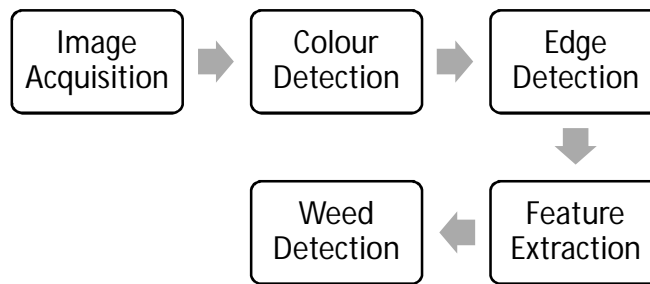 Image
Acquisition
Colour
Detection
Edge
Detection
Feature
Extraction
Weed
Detection